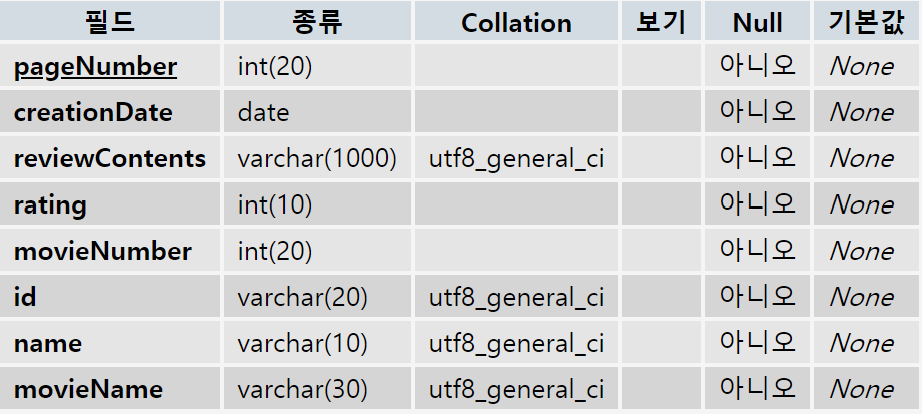 필드 종류 Collation 보기 Null 기본값
pageNumber int(20) 아니오 None
creationDate date 아니오 None
reviewContents varchar(1000) utf8_general_ci 아니오 None
rating int(10) 아니오 None
movieNumber int(20) 아니오 None
id varchar(20) utf8_general_ci 아니오 None
name varchar(10) utf8_general_ci 아니오 None
movieName varchar(30) utf8_general_ci 아니오 None